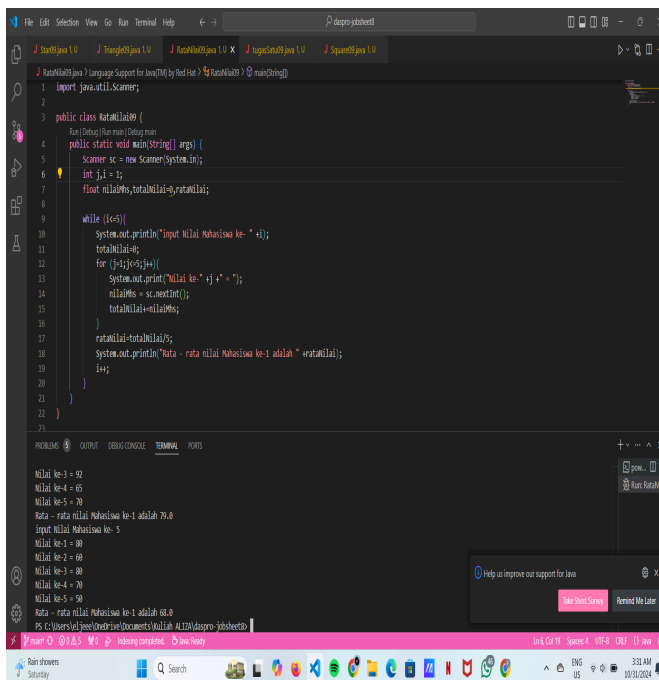 File Edit Selection View Go Run Terminal Help
daspro-jobsheet8
Star09.java 1, U
Triangle09.java 1, U
RataNilai09.java 1, U X
tugasSatu09.java 1, U
Square09.java 1, U
RataNilai09.java > Language Support for Java(TM) by Red Hat > RataNilai09 > main(String[])
1 import java.util.Scanner;
2
3 public class RataNilai09 {
Run | Debug | Run main | Debug main
4 public static void main(String[] args) {
5 Scanner sc = new Scanner(System.in);
6 int j,i = 1;
7 float nilaiMhs,totalNilai=0,rataNilai;
8
9 while (i<=5){
10 System.out.println("input Nilai Mahasiswa ke- " +i);
11 totalNilai=0;
12 for (j=1;j<=5;j++){
13 System.out.print("Nilai ke-" +j +" = ");
14 nilaiMhs = sc.nextInt();
15 totalNilai+=nilaiMhs;
16 }
17 rataNilai=totalNilai/5;
18 System.out.println("Rata - rata nilai Mahasiswa ke-1 adalah " +rataNilai);
19 i++;
20 }
21 }
22 }
23
PROBLEMS 5 OUTPUT DEBUG CONSOLE TERMINAL PORTS
Nilai ke-3 = 92
Nilai ke-4 = 65
Nilai ke-5 = 70
Rata - rata nilai Mahasiswa ke-1 adalah 79.0
input Nilai Mahasiswa ke- 5
Nilai ke-1 = 80
Nilai ke-2 = 60
Nilai ke-3 = 80
Nilai ke-4 = 70
Nilai ke-5 = 50
Rata - rata nilai Mahasiswa ke-1 adalah 68.0
PS C:\Users\eljeee\OneDrive\Documents\Kuliah ALIZA\daspro-jobsheet8>
pow...
Run: RataN
Help us improve our support for Java
Take Short Survey
Remind Me Later
main* 0 5 0 Indexing completed. Java: Ready
Ln 6, Col 19 Spaces: 4 UTF-8 CRLF {} Java
Rain showers
Saturday
Search
ENG
US
3:31 AM
10/31/2024